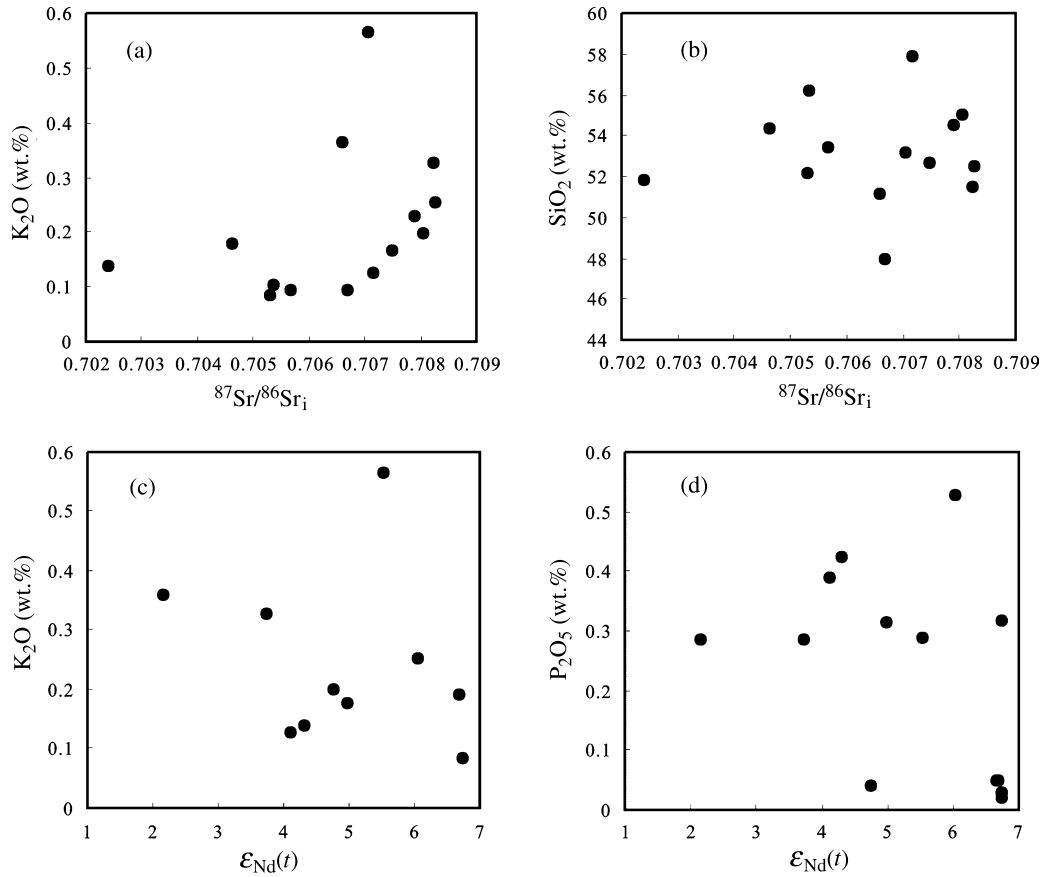 (a)
K₂O (wt.%)
0.6
0.5
0.4
0.3
0.2
0.1
0
0.702 0.703 0.704 0.705 0.706 0.707 0.708 0.709
⁸⁷Sr/⁸⁶Srᵢ
(b)
SiO₂ (wt.%)
60
58
56
54
52
50
48
46
44
0.702 0.703 0.704 0.705 0.706 0.707 0.708 0.709
⁸⁷Sr/⁸⁶Srᵢ
(c)
K₂O (wt.%)
0.6
0.5
0.4
0.3
0.2
0.1
0
1 2 3 4 5 6 7
εNd(t)
(d)
P₂O₅ (wt.%)
0.6
0.5
0.4
0.3
0.2
0.1
0
1 2 3 4 5 6 7
εNd(t)